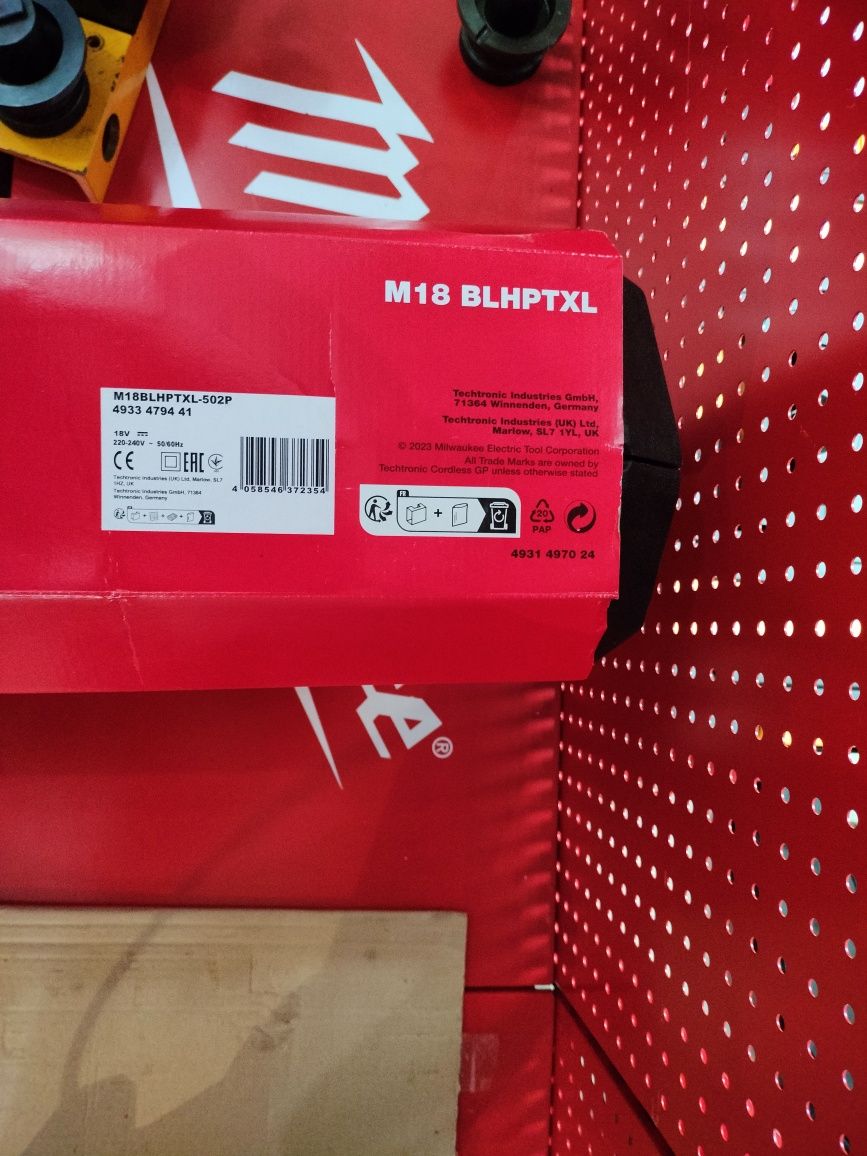 M18 BLHPTXL
M18BLHPTXL-502P
4933 4794 41
18V
220-240V ~ 50/60Hz
CE EAC
Techtronic Industries (UK) Ltd, Marlow, SL7
1HZ, UK
Techtronic Industries GmbH, 71364
Winnenden, Germany
4 058546 372354
Techtronic Industries GmbH,
71364 Winnenden, Germany
Techtronic Industries (UK) Ltd,
Marlow, SL7 1YL, UK
© 2023 Milwaukee Electric Tool Corporation
All Trade Marks are owned by
Techtronic Cordless GP unless otherwise stated
FR
+
20
PAP
4931 4970 24
+ + +
m
e®